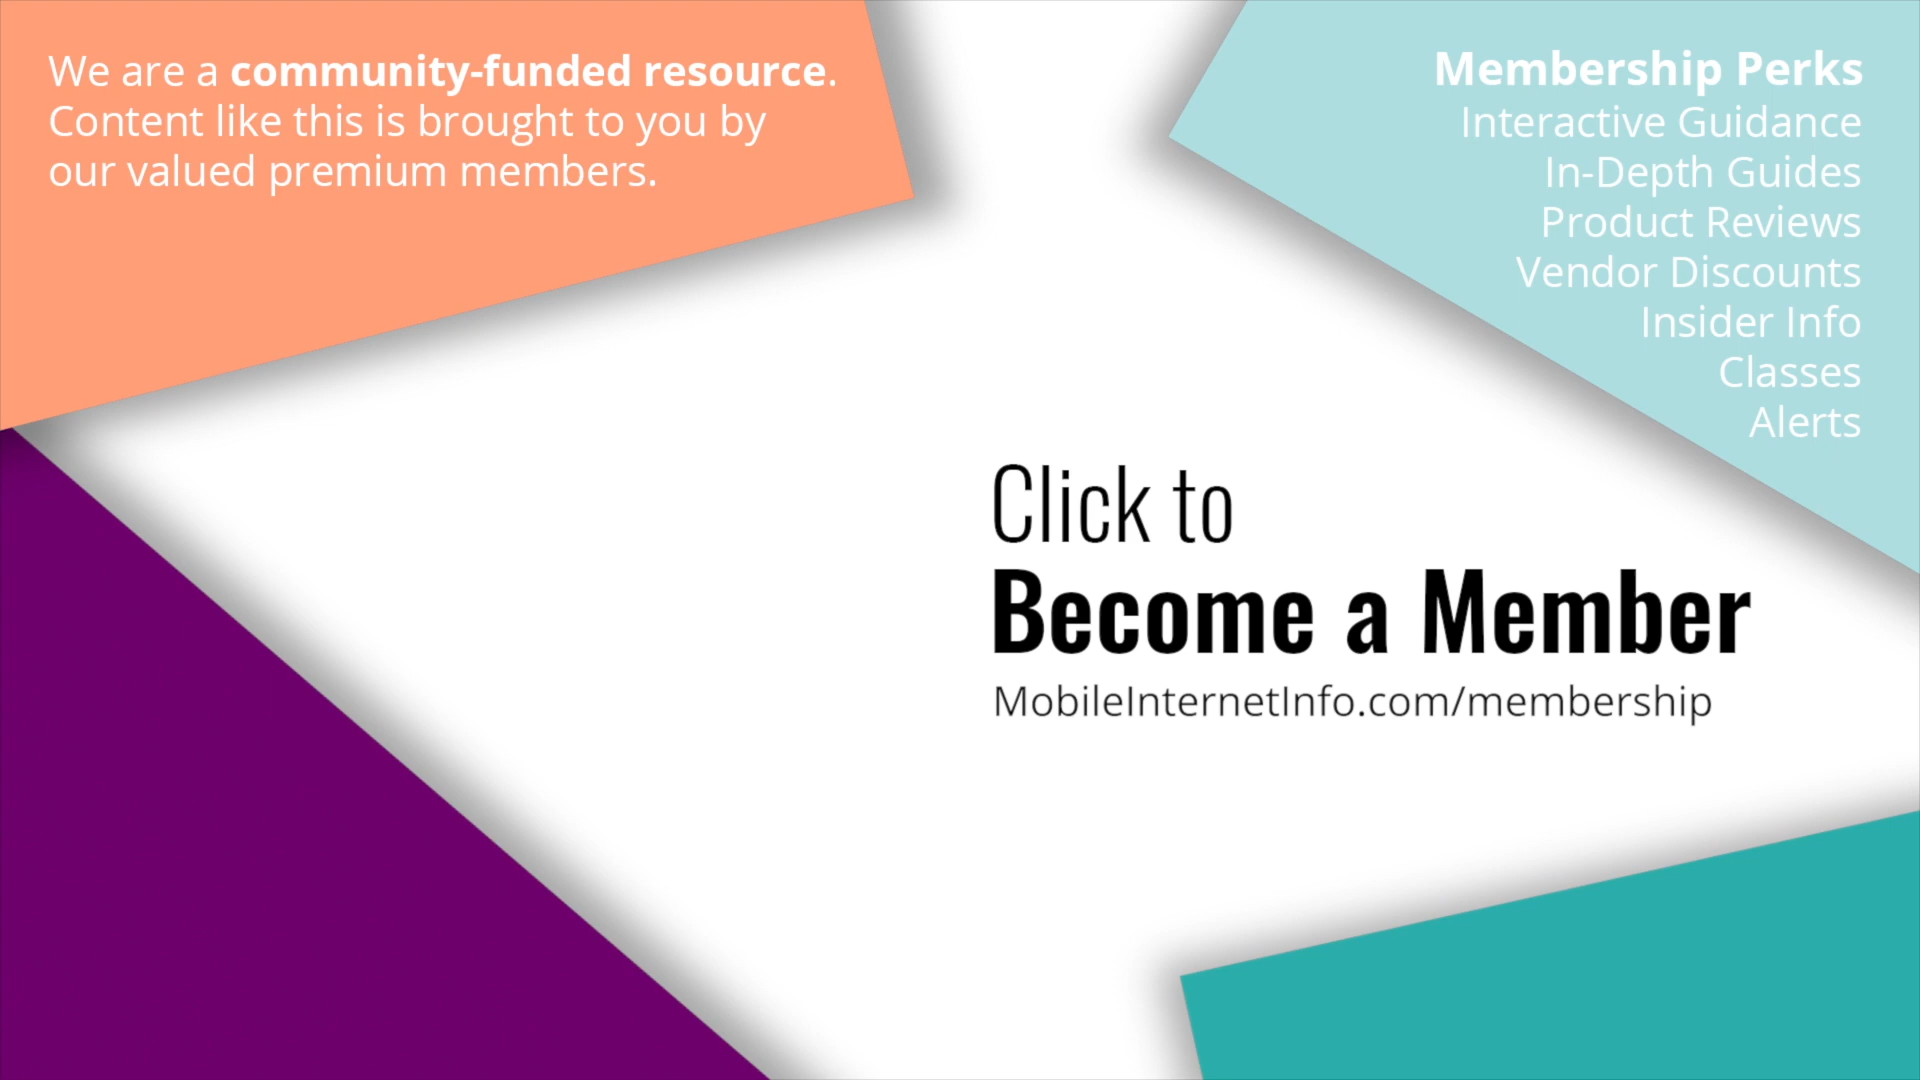 We are a community-funded resource.
Content like this is brought to you by
our valued premium members.
Membership Perks
Interactive Guidance
In-Depth Guides
Product Reviews
Vendor Discounts
Insider Info
Classes
Alerts
Click to
Become a Member
MobileInternetInfo.com/membership